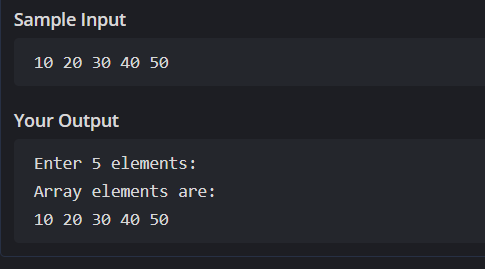 Sample Input
10 20 30 40 50
Your Output
Enter 5 elements:
Array elements are:
10 20 30 40 50